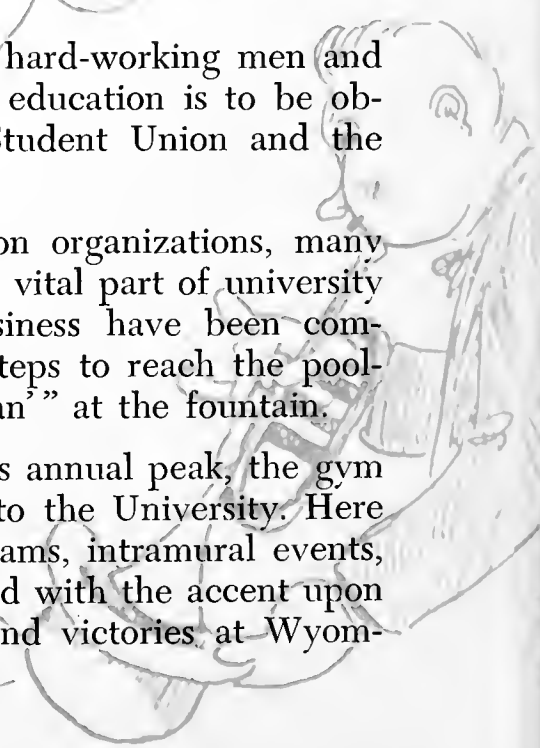 hard-working men and
education is to be ob-
Student Union and the
on organizations, many
vital part of university
siness have been com-
teps to reach the pool-
an' ” at the fountain.
s annual peak, the gym
to the University. Here
ams, intramural events,
d with the accent upon
nd victories at Wyom-